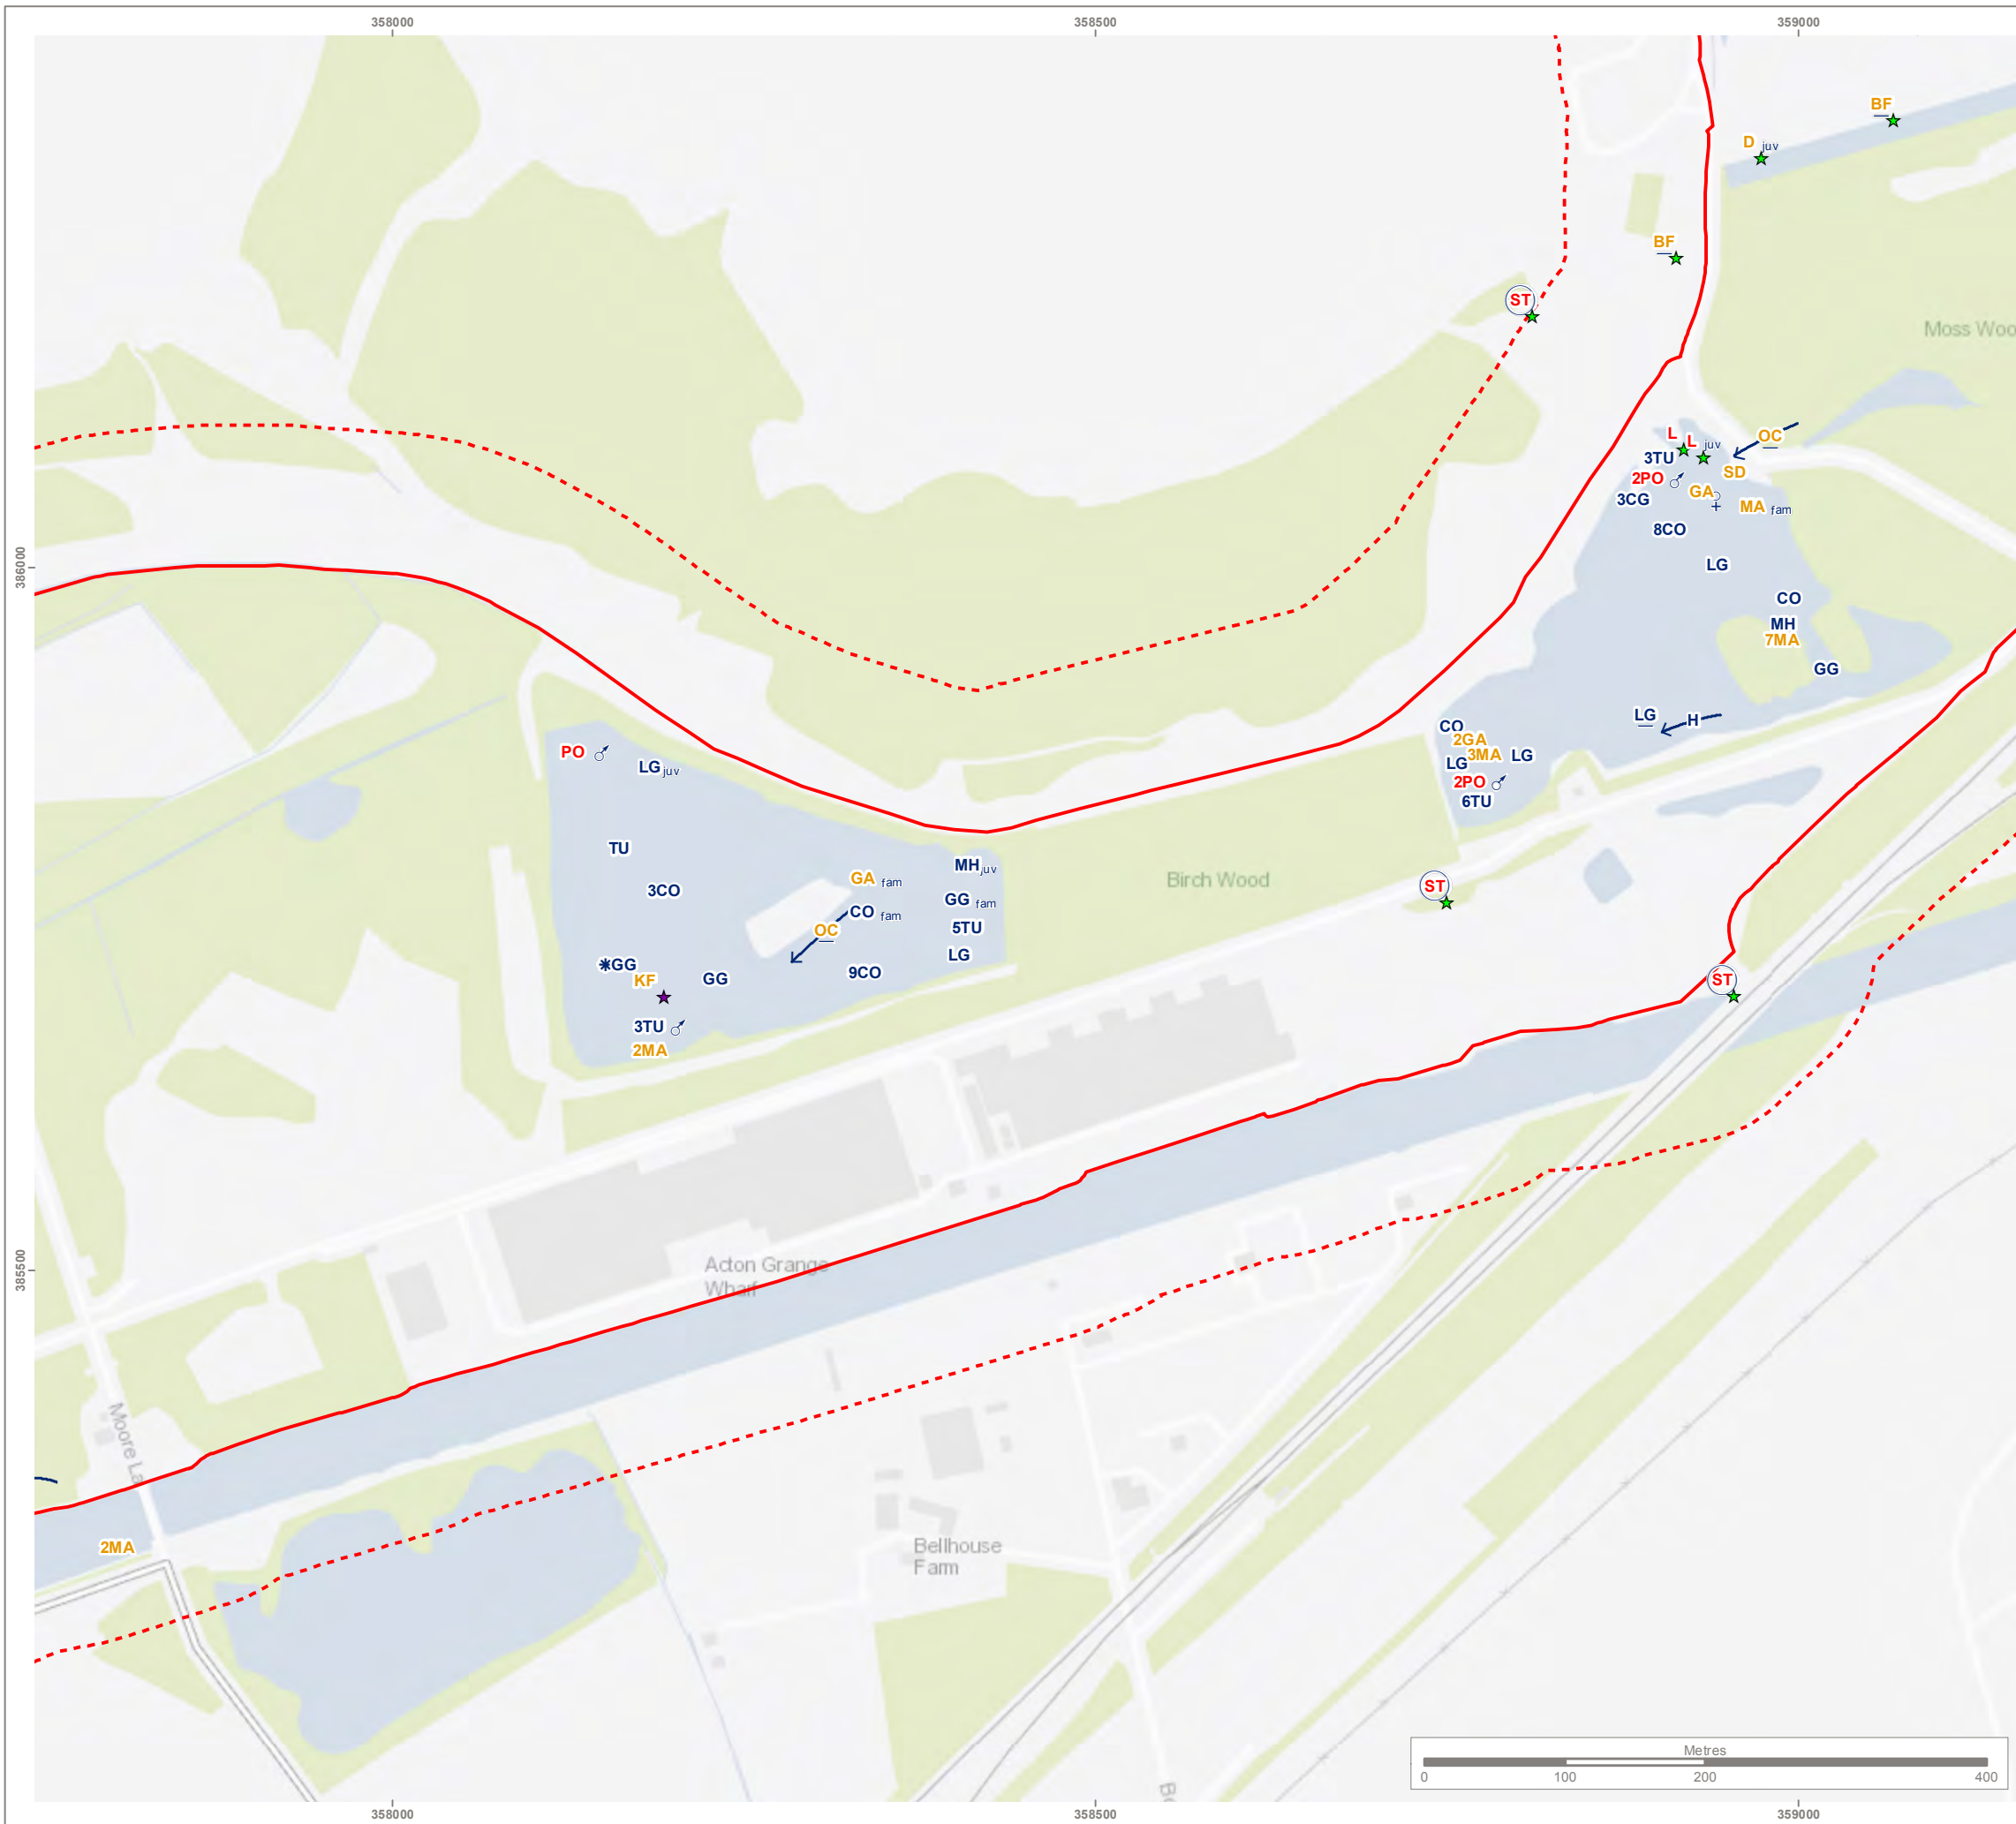 358000
358500
359000
BF
D juv
BF
ST
Moss Woo
OC
L
L juv
3TU
SD
2PO ♂
GA ♀
3CG
MA fam
8CO
LG
386000
CO
MH
7MA
GG
LG
H
CO
2GA
3MA
LG
LG
2PO ♂
6TU
PO ♂
LG juv
TU
MH juv
GA fam
Birch Wood
ST
3CO
GG fam
CO fam
OC
5TU
LG
*GG
9CO
KF
GG
ST
3TU ♂
2MA
Acton Grange
Wharf
385500
Moore La
2MA
Bellhouse
Farm
Metres
0
100
200
400
358000
358500
359000